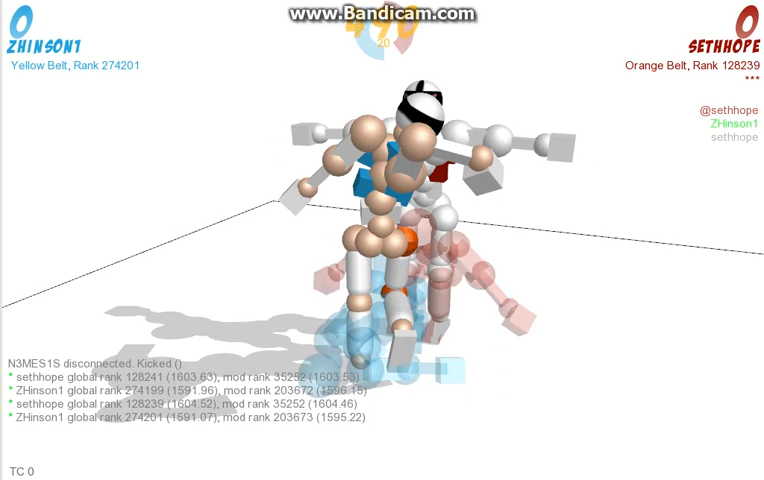 www.Bandicam.com
0
ZHINSON1
Yellow Belt, Rank 274201
490
20
0
SETHHOPE
Orange Belt, Rank 128239
***
@sethhope
ZHinson1
sethhope
N3MES1S disconnected. Kicked ()
* sethhope global rank 128241 (1603.63), mod rank 35252 (1603.53)
* ZHinson1 global rank 274199 (1591.96), mod rank 203672 (1596.15)
* sethhope global rank 128239 (1604.52), mod rank 35252 (1604.46)
* ZHinson1 global rank 274201 (1591.07), mod rank 203673 (1595.22)
TC 0